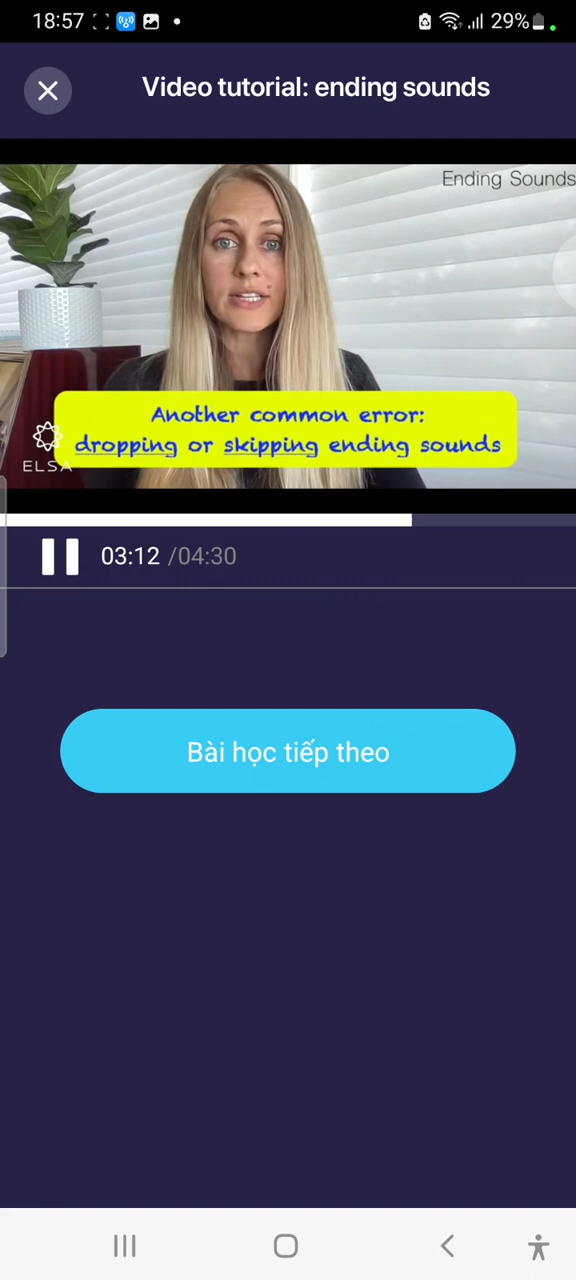 18:57
29%
Video tutorial: ending sounds
Ending Sounds
Another common error:
dropping or skipping ending sounds
ELSA
03:12 /04:30
Bài học tiếp theo